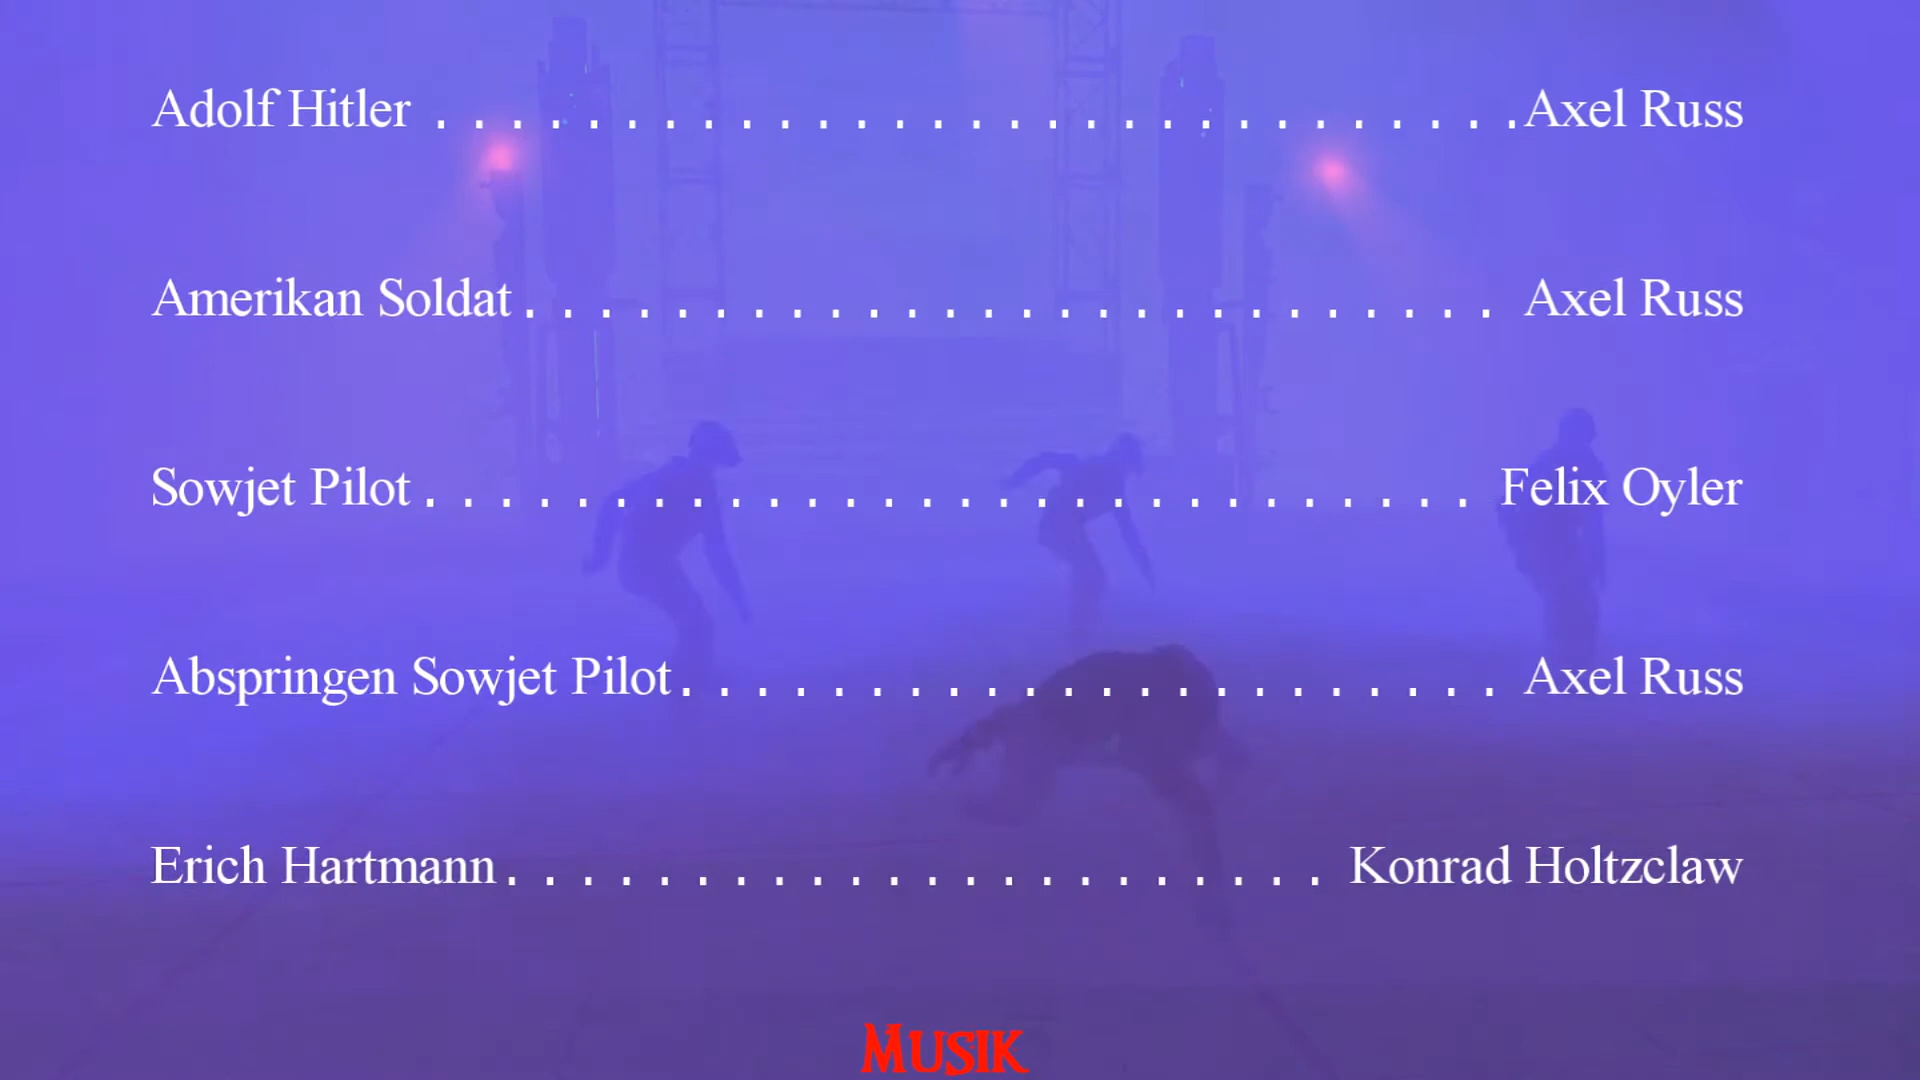 Adolf Hitler . . . . . . . . . . . . . . . . . . . . . . . . . . . . . Axel Russ
Amerikan Soldat . . . . . . . . . . . . . . . . . . . . . . . . . . Axel Russ
Sowjet Pilot . . . . . . . . . . . . . . . . . . . . . . . . . . . . Felix Oyler
Abspringen Sowjet Pilot . . . . . . . . . . . . . . . . . . . . . . Axel Russ
Erich Hartmann . . . . . . . . . . . . . . . . . . . . . . Konrad Holtzclaw
MUSIK